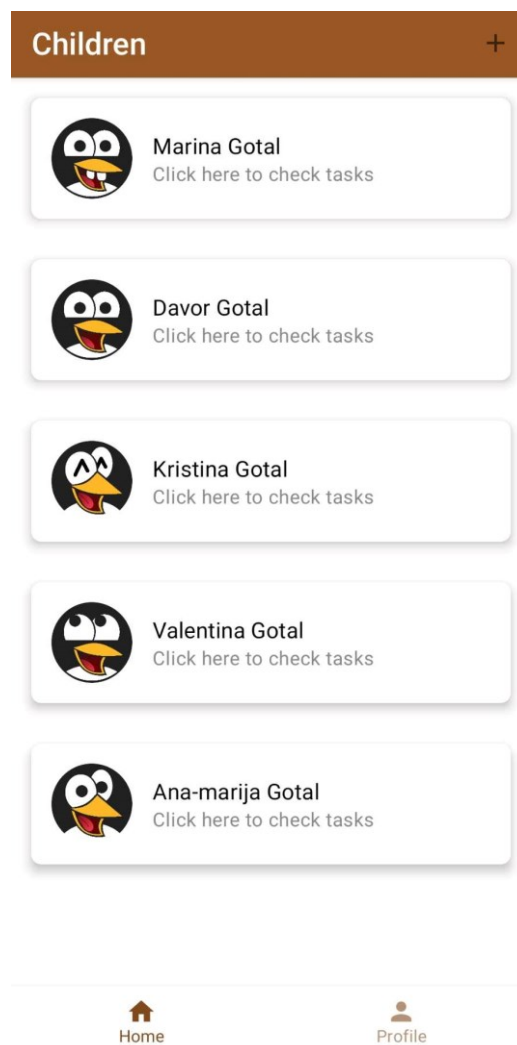 Children
Marina Gotal
Click here to check tasks
Davor Gotal
Click here to check tasks
Kristina Gotal
Click here to check tasks
Valentina Gotal
Click here to check tasks
Ana-marija Gotal
Click here to check tasks
Home Profile